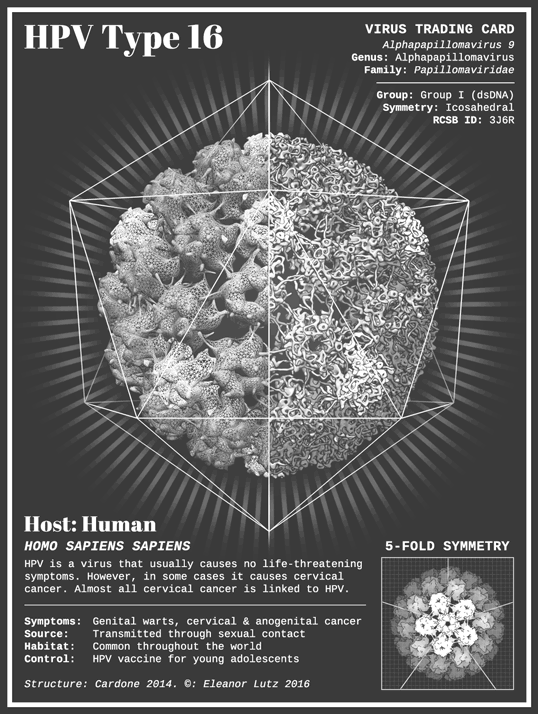 HPV Type 16
VIRUS TRADING CARD
Alphapapillomavirus 9
Genus: Alphapapillomavirus
Family: Papillomaviridae
Group: Group I (dsDNA)
Symmetry: Icosahedral
RCSB ID: 3J6R
Host: Human
HOMO SAPIENS SAPIENS
HPV is a virus that usually causes no life-threatening
symptoms. However, in some cases it causes cervical
cancer. Almost all cervical cancer is linked to HPV.
Symptoms: Genital warts, cervical & anogenital cancer
Source: Transmitted through sexual contact
Habitat: Common throughout the world
Control: HPV vaccine for young adolescents
Structure: Cardone 2014. ©: Eleanor Lutz 2016
5-FOLD SYMMETRY